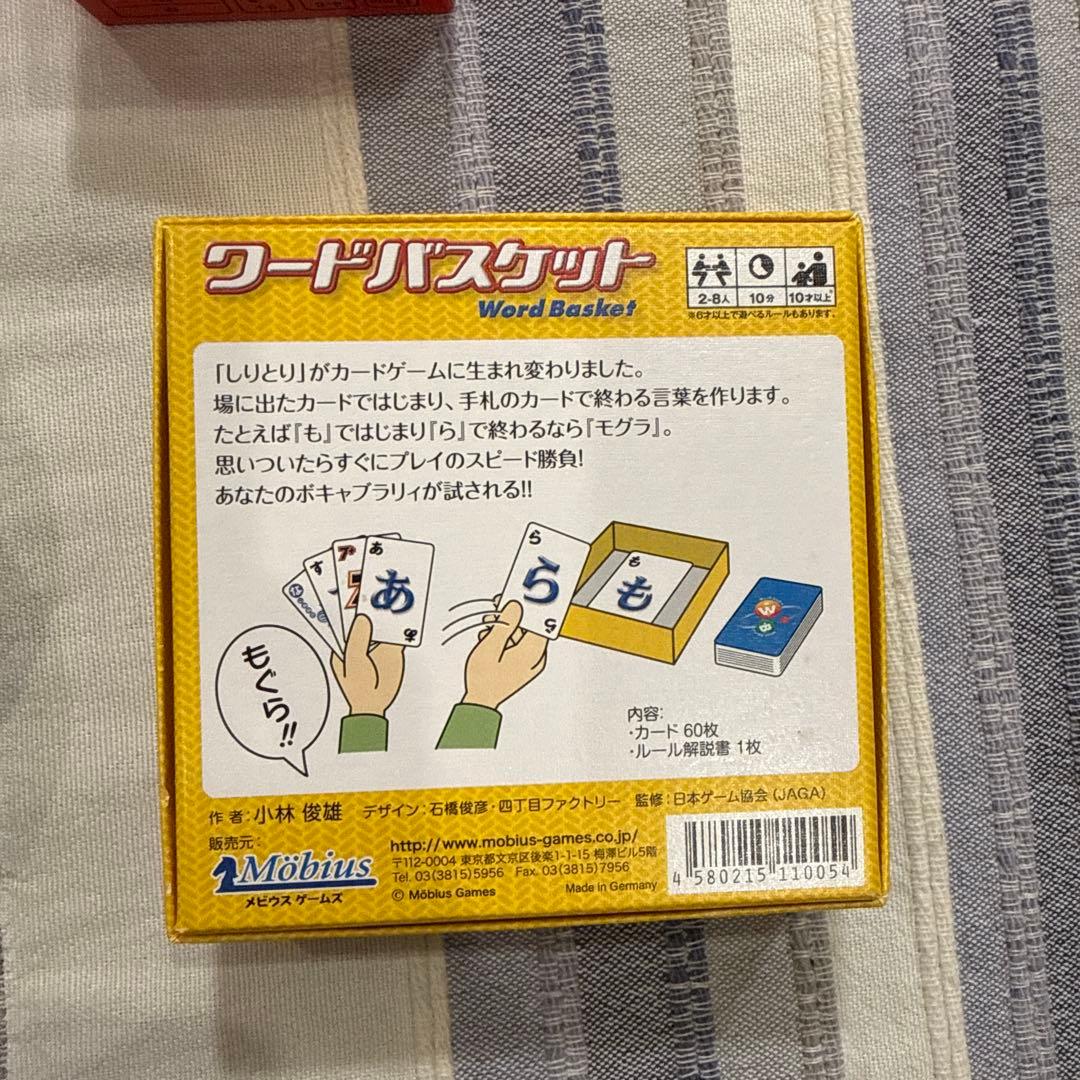 ワードバスケット
Word Basket
2-8人 10分 10才以上
※6才以上で遊べるルールもあります。
「しりとり」がカードゲームに生まれ変わりました。
場に出たカードではじまり、手札のカードで終わる言葉を作ります。
たとえば『も』ではじまり『ら』で終わるなら『モグラ』。
思いついたらすぐにプレイのスピード勝負!
あなたのボキャブラリィが試される!!
す
あ
あ
あ
ら
ら
ら
も
も
もぐら!!
内容:
・カード 60枚
・ルール解説書 1枚
作 者:小林 俊雄 デザイン:石橋俊彦・四丁目ファクトリー 監修:日本ゲーム協会(JAGA)
販売元:
Möbius
メビウス ゲームズ
http://www.mobius-games.co.jp/
〒112-0004 東京都文京区後楽1-1-15 梅澤ビル5階
Tel. 03(3815)5956 Fax. 03(3815)7956
© Möbius Games Made in Germany
4 580215 110054